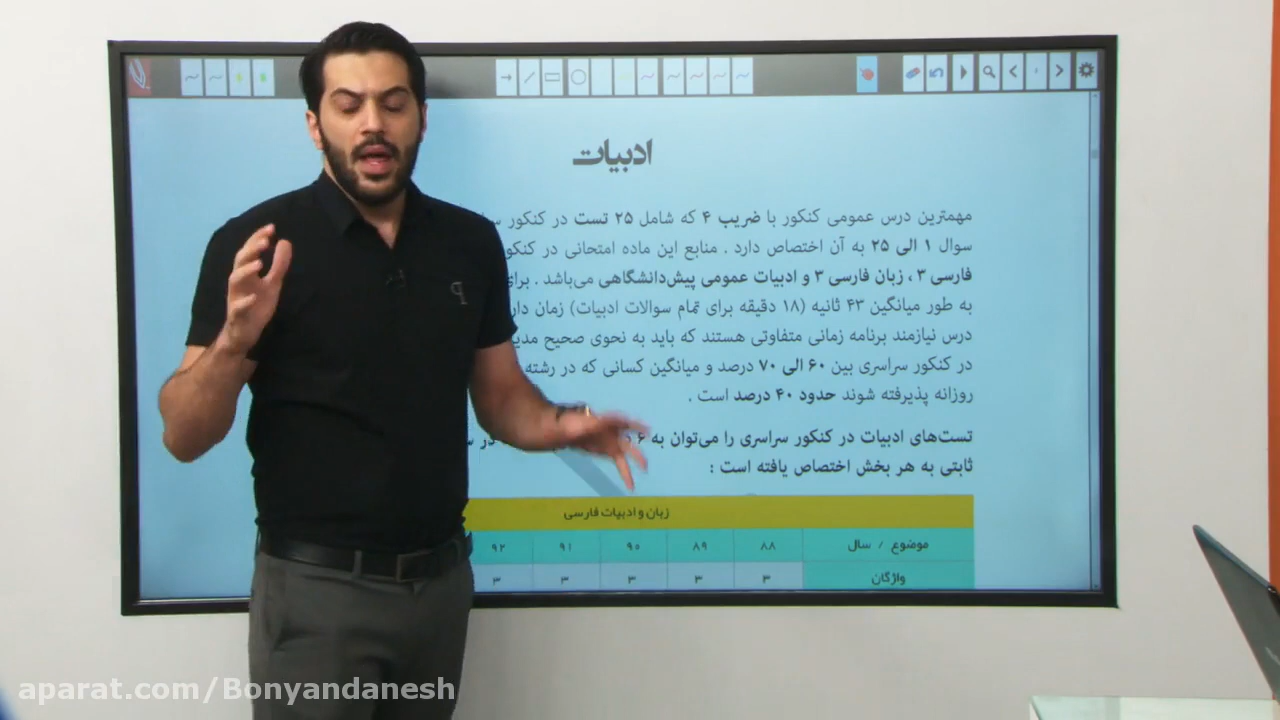 ادبیات
مهمترین درس عمومی کنکور با ضریب ۴ که شامل ۲۵ تست در کنکور
سوال ۱ الی ۲۵ به آن اختصاص دارد . منابع این ماده امتحانی در
فارسی ۳ ، زبان فارسی ۳ و ادبیات عمومی پیش‌دانشگاهی می‌باشد .
به طور میانگین ۴۳ ثانیه (۱۸ دقیقه برای تمام سوالات ادبیات) زمان
درس نیازمند برنامه زمانی متفاوتی هستند که باید به نحوی صحیح
در کنکور سراسری بین ۶۰ الی ۷۰ درصد و میانگین کسانی که در رشته
روزانه پذیرفته شوند حدود ۴۰ درصد است .
تست‌های ادبیات در کنکور سراسری را می‌توان به ۶
ثابتی به هر بخش اختصاص یافته است :
زبان و ادبیات فارسی
موضوع / سال ۸۸ ۸۹ ۹۰ ۹۱ ۹۲
واژگان ۳ ۳ ۳ ۳ ۳
aparat.com/Bonyandanesh